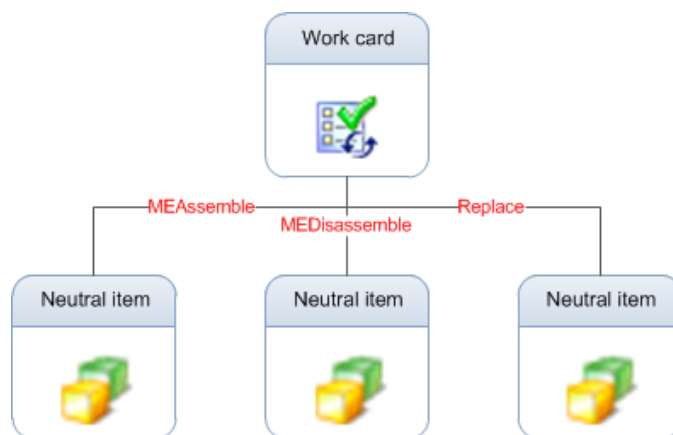 Work card
MEAssemble
MEDisassemble
Replace
Neutral item
Neutral item
Neutral item